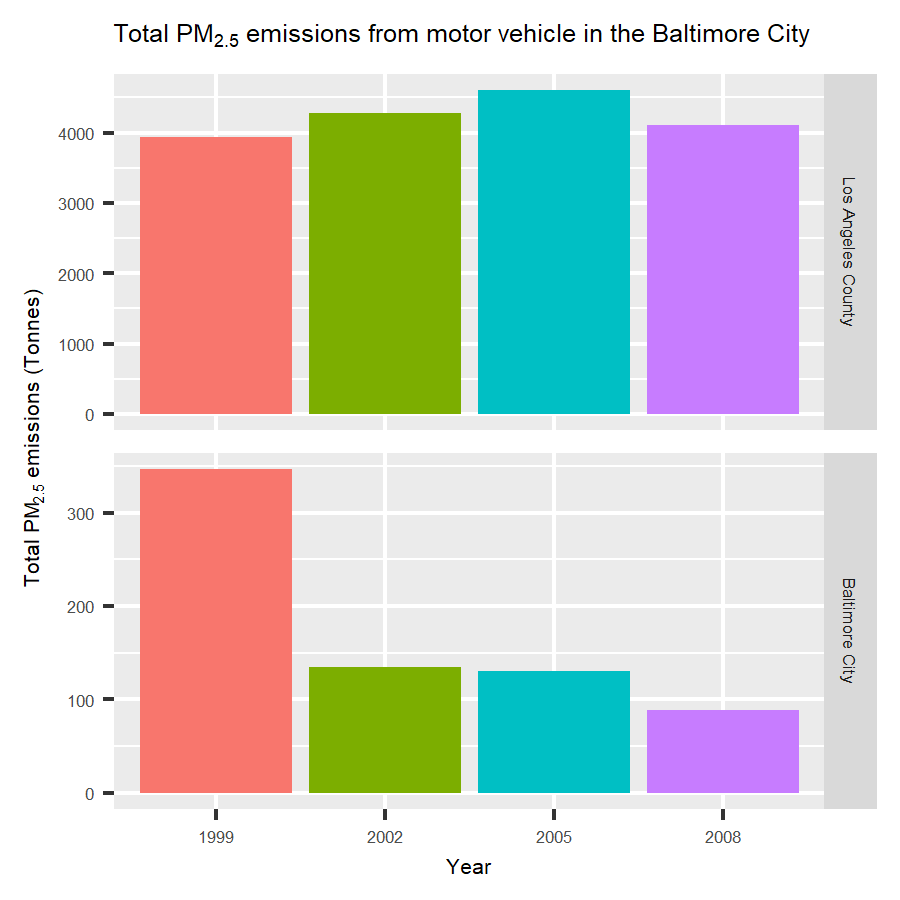 Total PM2.5 emissions from motor vehicle in the Baltimore City
Total PM2.5 emissions (Tonnes)
4000
3000
2000
1000
0
Los Angeles County
300
200
100
0
Baltimore City
1999 2002 2005 2008
Year